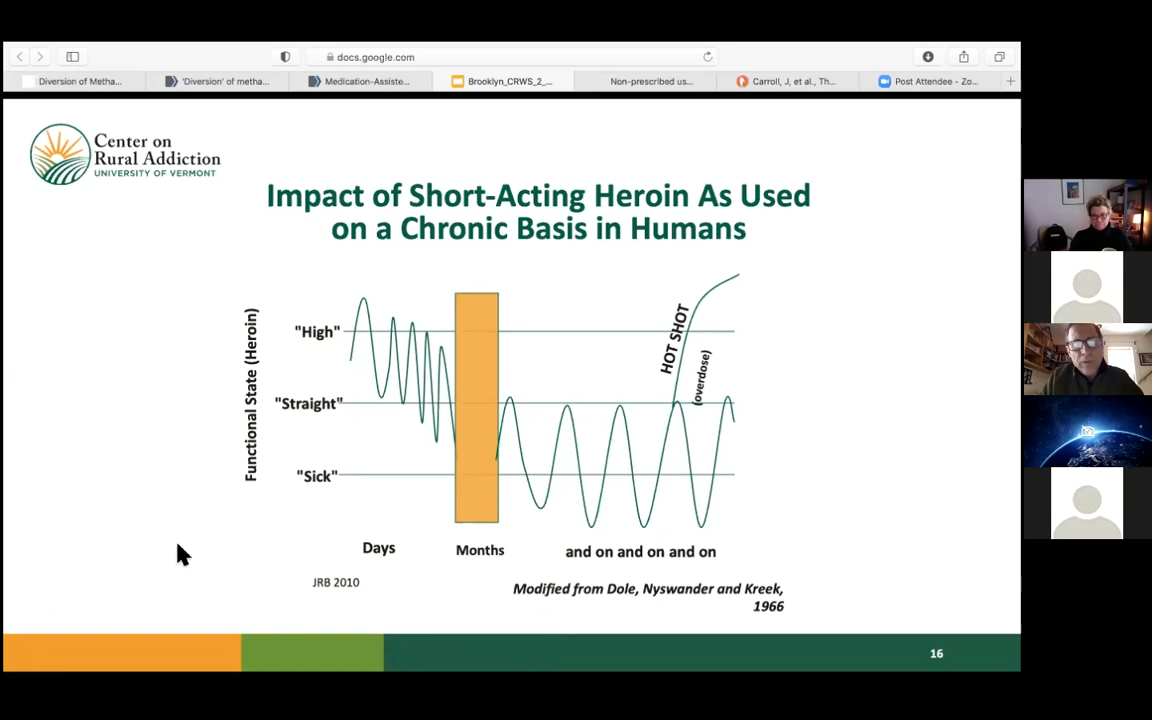 docs.google.com
Diversion of Metha...
'Diversion' of metha...
Medication-Assiste...
Brooklyn_CRWS_2_...
Non-prescribed us...
Carroll, J, et al., Th...
Post Attendee - Zo...
Center on
Rural Addiction
UNIVERSITY OF VERMONT
Impact of Short-Acting Heroin As Used
on a Chronic Basis in Humans
Functional State (Heroin)
"High"
"Straight"
"Sick"
HOT SHOT
(overdose)
Days
Months
and on and on and on
JRB 2010
Modified from Dole, Nyswander and Kreek,
1966
16